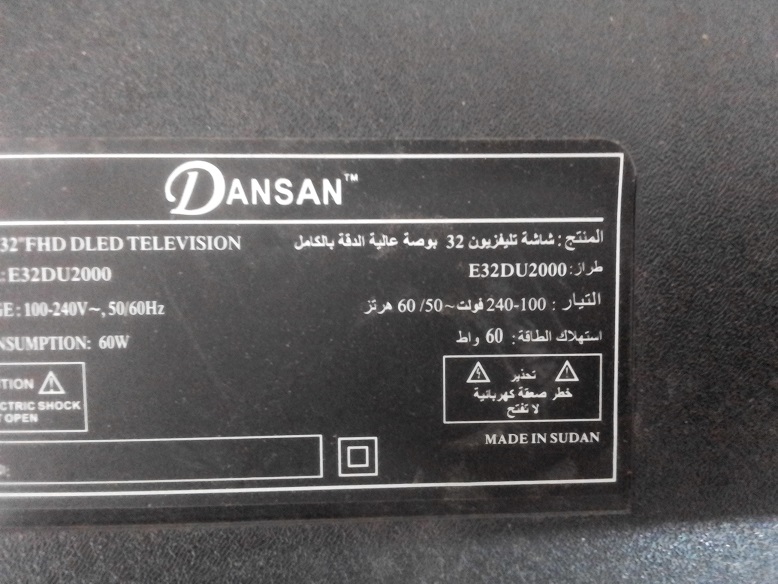 DANSAN™
32"FHD DLED TELEVISION
المنتج : شاشة تليفزيون 32 بوصة عالية الدقة بالكامل
: E32DU2000
طراز: E32DU2000
GE : 100-240V~, 50/60Hz
التيار : 100-240 فولت~50/ 60 هرتز
NSUMPTION: 60W
استهلاك الطاقة : 60 واط
TION
CTRIC SHOCK
T OPEN
تحذير
خطر صعقة كهربائية
لا تفتح
MADE IN SUDAN